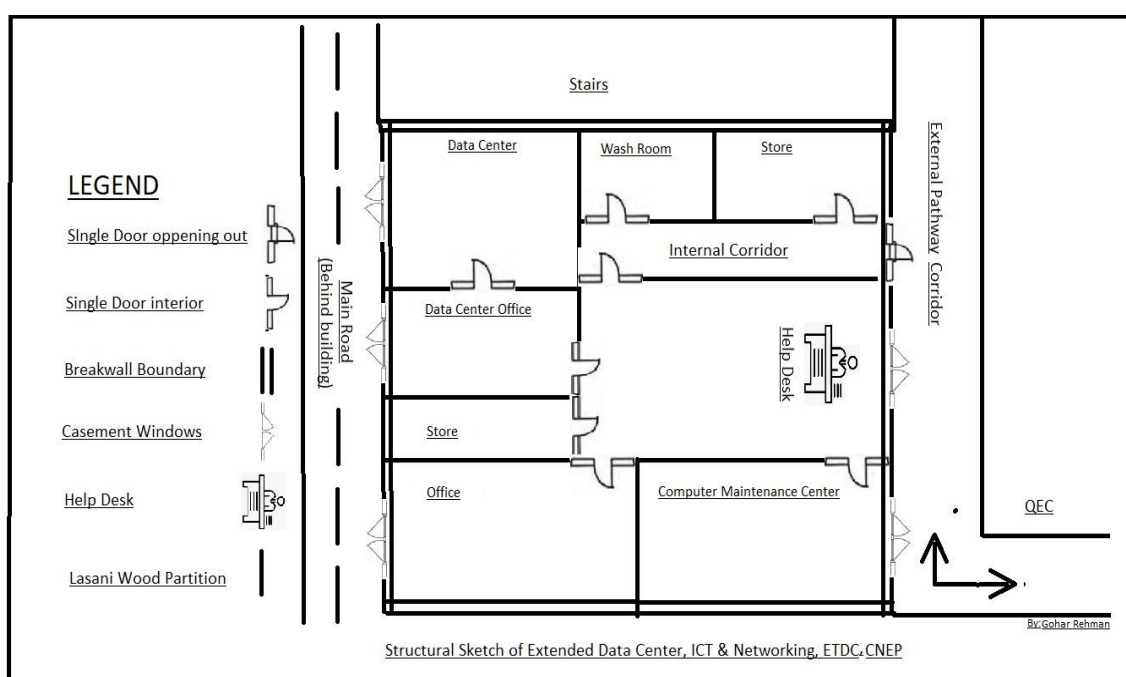 Stairs
Data Center
Wash Room
Store
External Pathway Corridor
LEGEND
SIngle Door oppening out
Internal Corridor
Main Road
(Behind building)
Single Door interior
Data Center Office
Help Desk
Breakwall Boundary
Casement Windows
Store
Office
Computer Maintenance Center
Help Desk
QEC
Lasani Wood Partition
By:Gohar Rehman
Structural Sketch of Extended Data Center, ICT & Networking, ETDC,CNEP